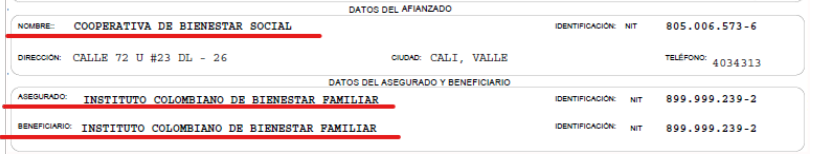 DATOS DEL AFIANZADO
NOMBRE: COOPERATIVA DE BIENESTAR SOCIAL IDENTIFICACIÓN: NIT 805.006.573-6
DIRECCIÓN: CALLE 72 U #23 DL - 26 CIUDAD: CALI, VALLE TELÉFONO: 4034313
DATOS DEL ASEGURADO Y BENEFICIARIO
ASEGURADO: INSTITUTO COLOMBIANO DE BIENESTAR FAMILIAR IDENTIFICACIÓN: NIT 899.999.239-2
BENEFICIARIO: INSTITUTO COLOMBIANO DE BIENESTAR FAMILIAR IDENTIFICACIÓN: NIT 899.999.239-2